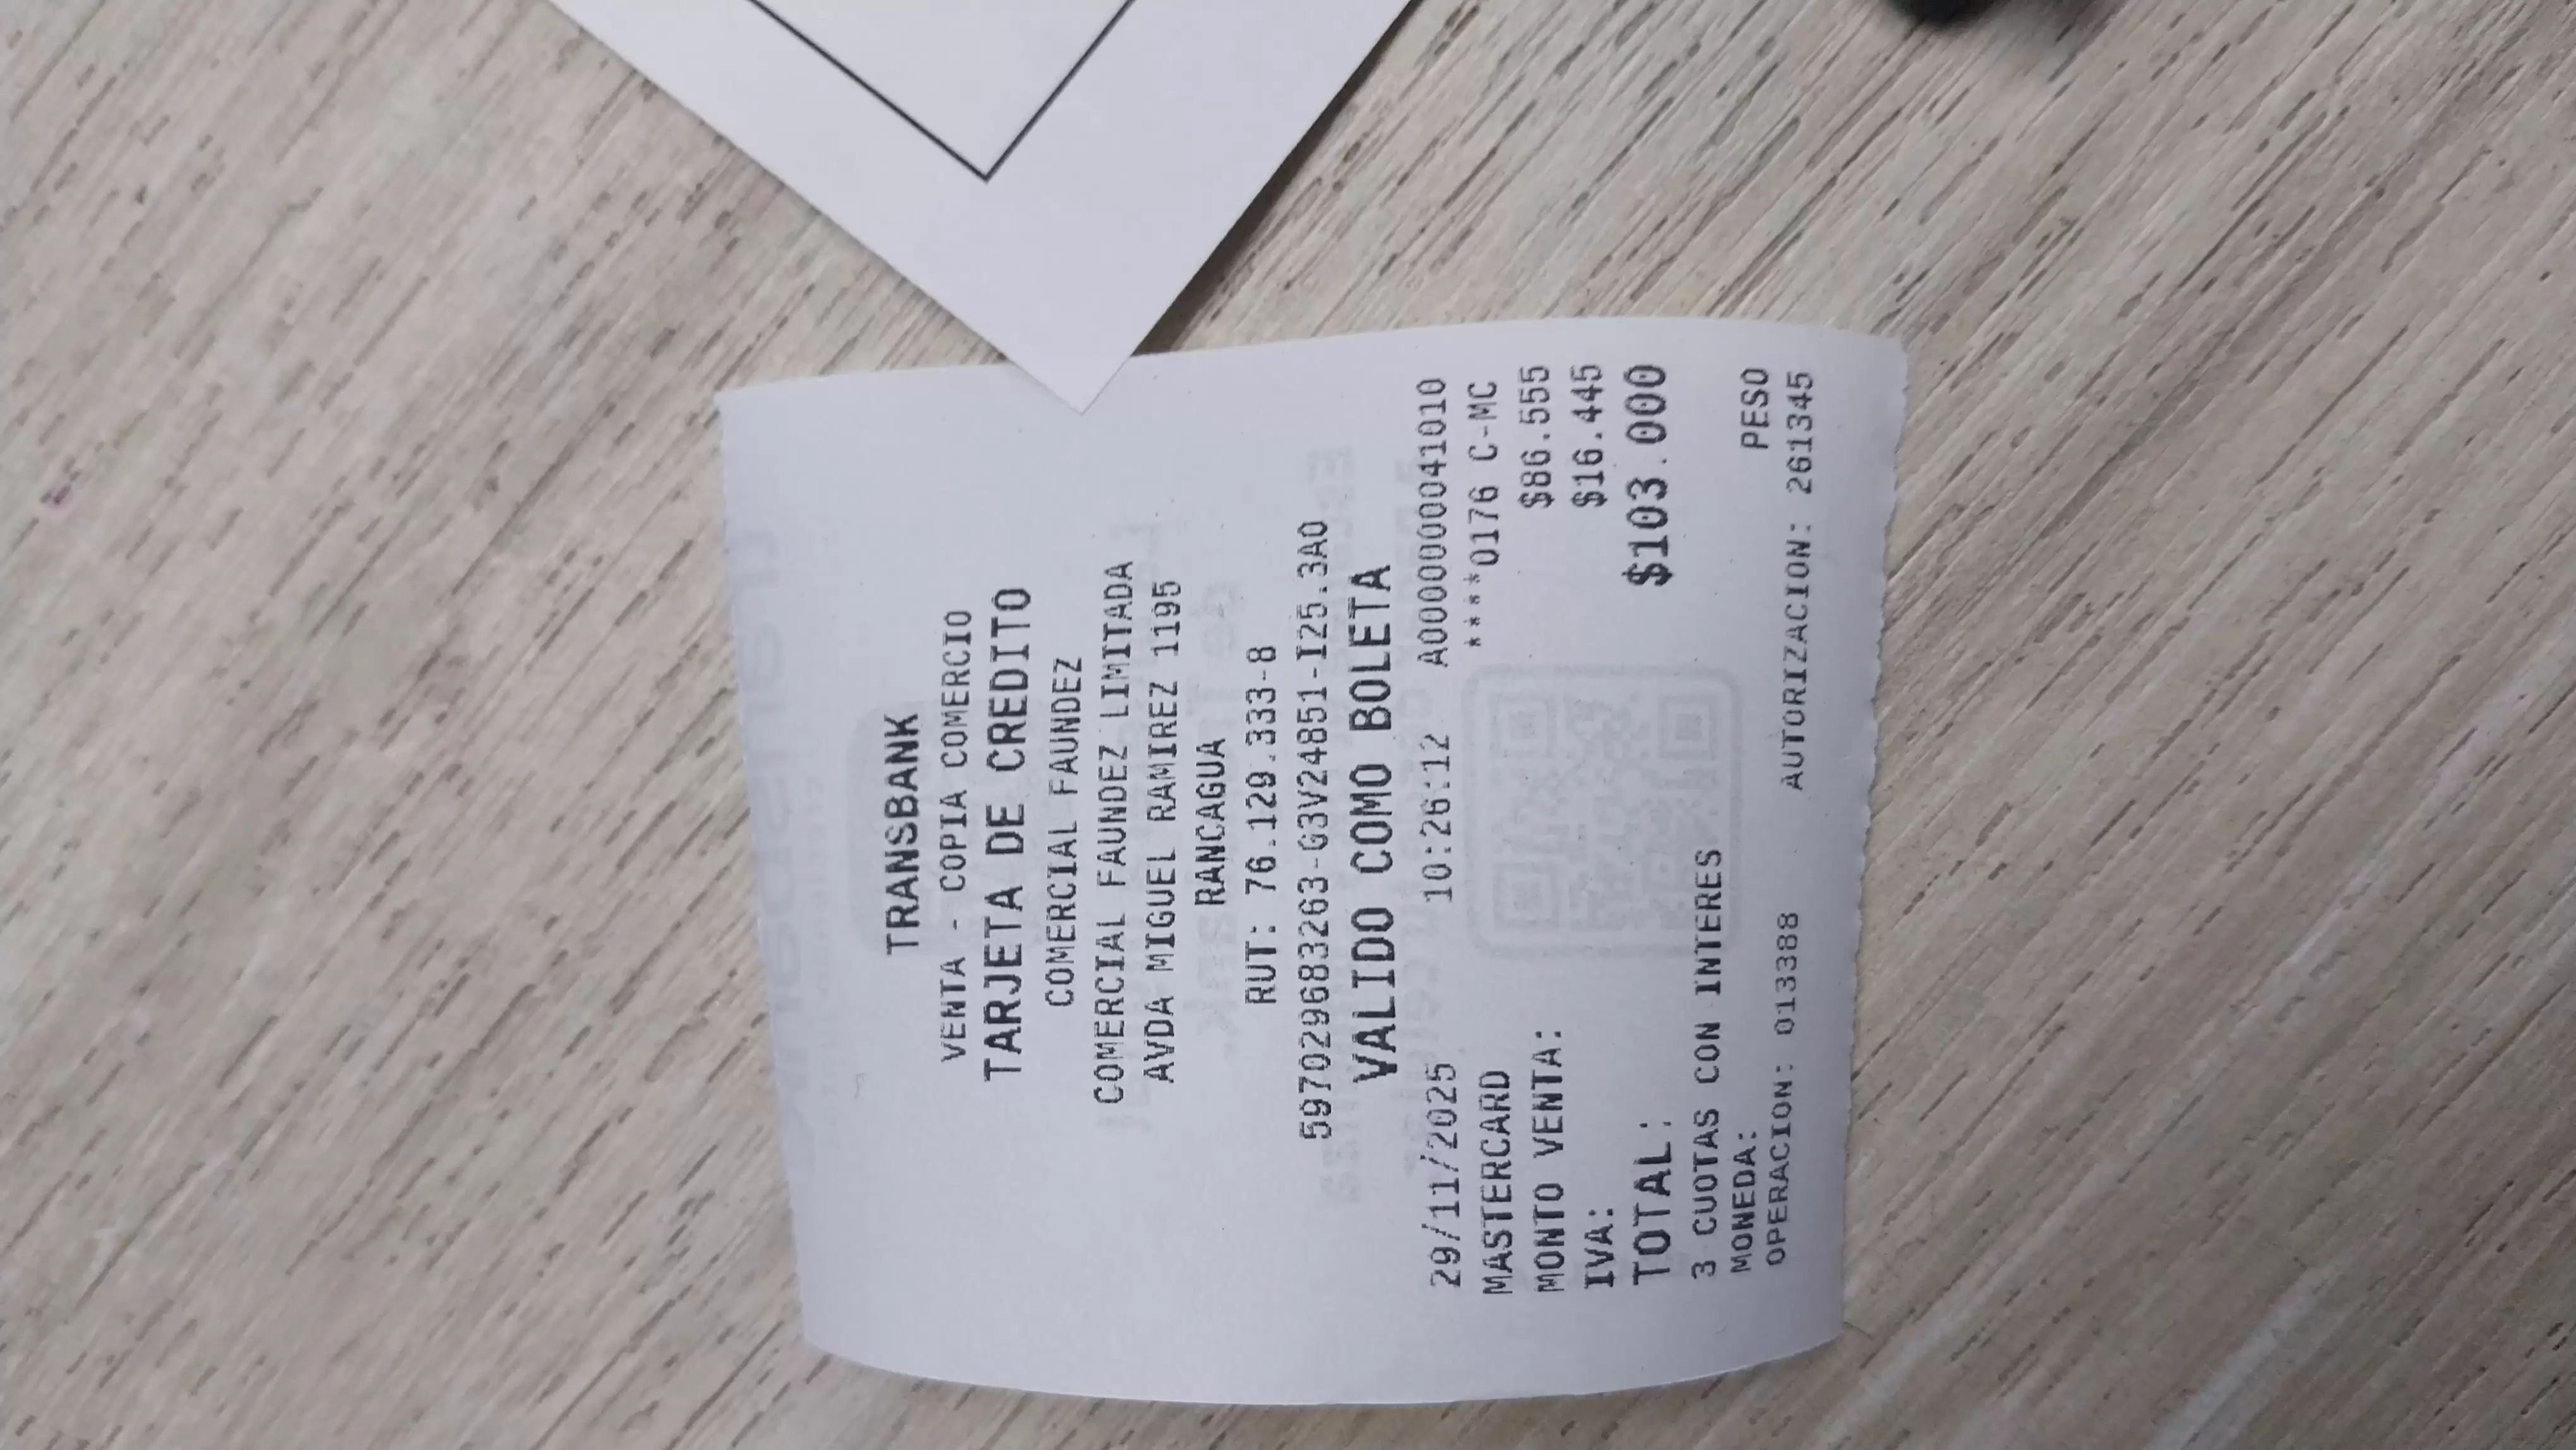 TRANSBANK
VENTA - COPIA COMERCIO
TARJETA DE CREDITO
COMERCIAL FAUNDEZ
COMERCIAL FAUNDEZ LIMITADA
AVDA MIGUEL RAMIREZ 1195
RANCAGUA
RUT: 76.129.333-8
597029683263-G3V24851-I25.3A0
VALIDO COMO BOLETA
29/11/2025 10:26:12 A0000000041010
MASTERCARD ****0176 C-MC
MONTO VENTA: $86.555
IVA: $16.445
TOTAL: $103.000
3 CUOTAS CON INTERES
MONEDA: PESO
OPERACION: 013388 AUTORIZACION: 261345